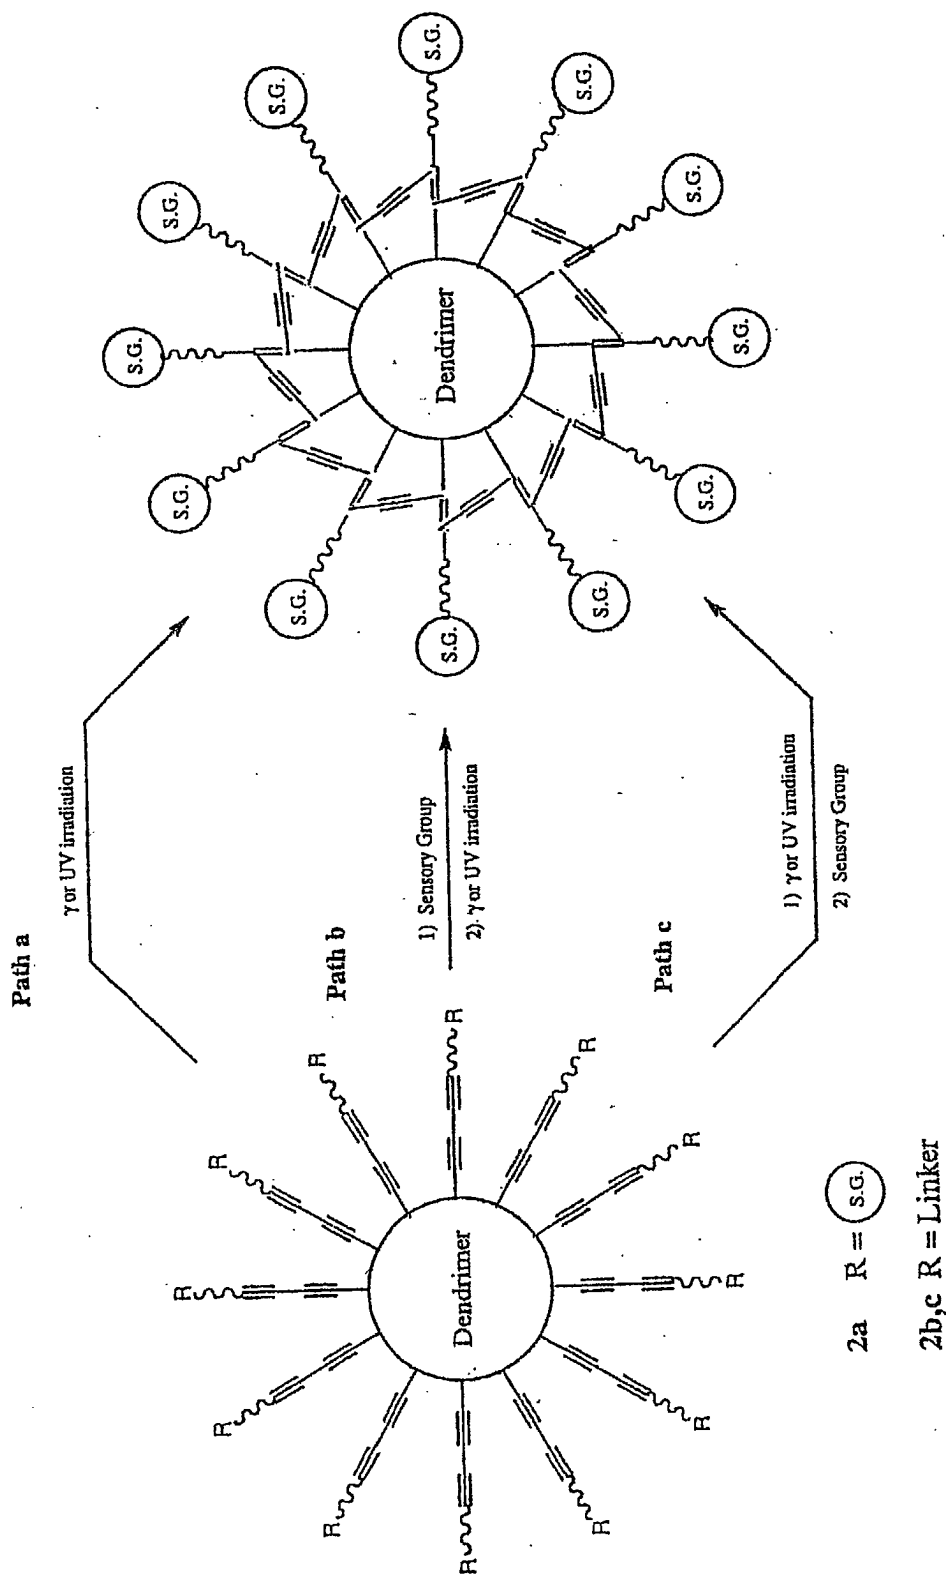 Path a
γ or UV irradiation
R
R
R
R
R
R
R
R
R
R
R
R
Dendrimer
Path b
1) Sensory Group
2). γ or UV irradiation
Path c
1) γ or UV irradiation
2) Sensory Group
S.G.
S.G.
S.G.
S.G.
S.G.
S.G.
S.G.
S.G.
S.G.
S.G.
S.G.
S.G.
Dendrimer
2a R = S.G.
2b,c R = Linker